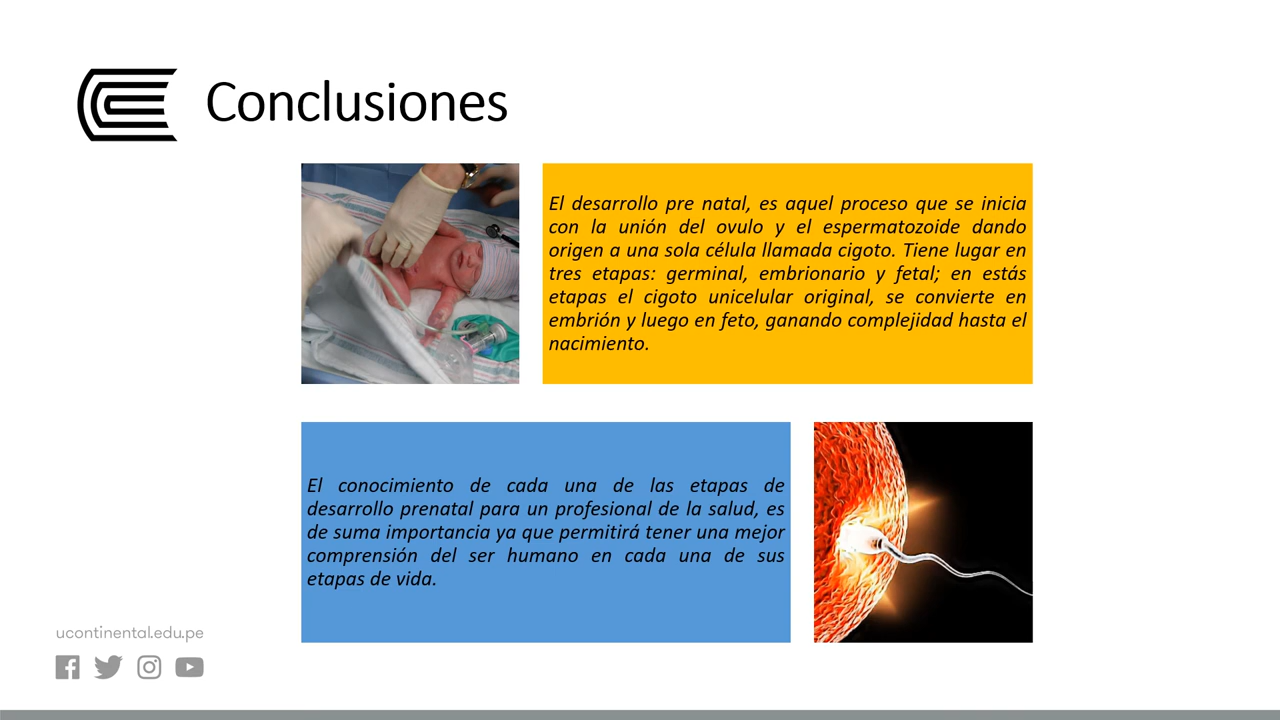 Conclusiones
El desarrollo pre natal, es aquel proceso que se inicia
con la unión del ovulo y el espermatozoide dando
origen a una sola célula llamada cigoto. Tiene lugar en
tres etapas: germinal, embrionario y fetal; en estás
etapas el cigoto unicelular original, se convierte en
embrión y luego en feto, ganando complejidad hasta el
nacimiento.
El conocimiento de cada una de las etapas de
desarrollo prenatal para un profesional de la salud, es
de suma importancia ya que permitirá tener una mejor
comprensión del ser humano en cada una de sus
etapas de vida.
ucontinental.edu.pe